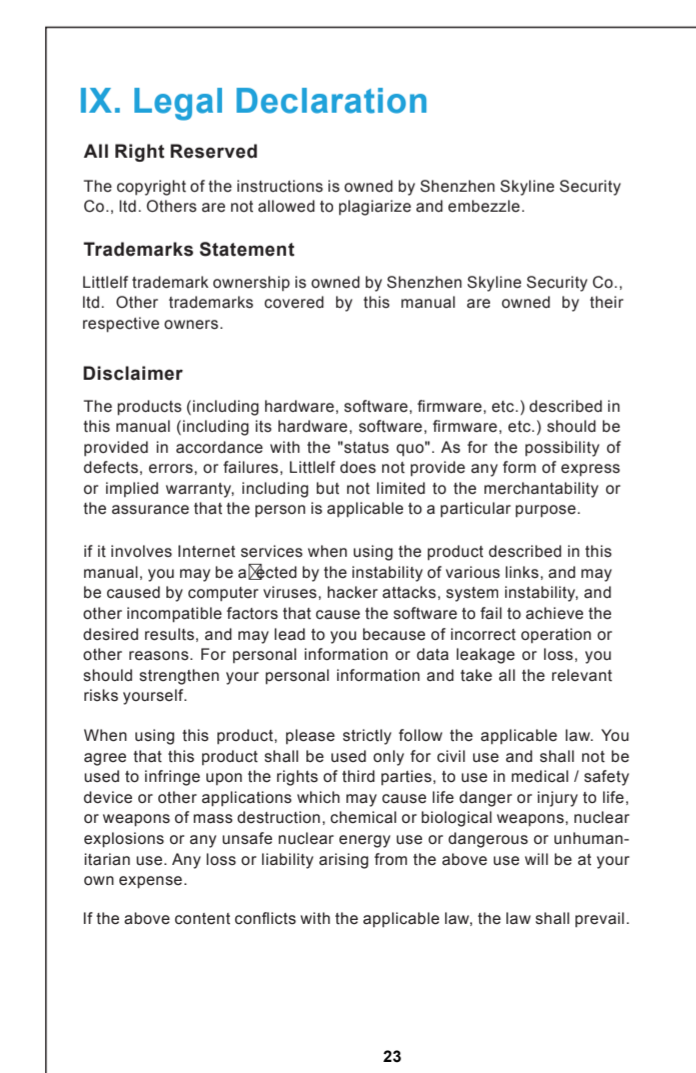 IX. Legal Declaration
All Right Reserved
The copyright of the instructions is owned by Shenzhen Skyline Security
Co., ltd. Others are not allowed to plagiarize and embezzle.
Trademarks Statement
Littlelf trademark ownership is owned by Shenzhen Skyline Security Co.,
ltd. Other trademarks covered by this manual are owned by their
respective owners.
Disclaimer
The products (including hardware, software, firmware, etc.) described in
this manual (including its hardware, software, firmware, etc.) should be
provided in accordance with the "status quo". As for the possibility of
defects, errors, or failures, Littlelf does not provide any form of express
or implied warranty, including but not limited to the merchantability or
the assurance that the person is applicable to a particular purpose.
if it involves Internet services when using the product described in this
manual, you may be a☒ected by the instability of various links, and may
be caused by computer viruses, hacker attacks, system instability, and
other incompatible factors that cause the software to fail to achieve the
desired results, and may lead to you because of incorrect operation or
other reasons. For personal information or data leakage or loss, you
should strengthen your personal information and take all the relevant
risks yourself.
When using this product, please strictly follow the applicable law. You
agree that this product shall be used only for civil use and shall not be
used to infringe upon the rights of third parties, to use in medical / safety
device or other applications which may cause life danger or injury to life,
or weapons of mass destruction, chemical or biological weapons, nuclear
explosions or any unsafe nuclear energy use or dangerous or unhuman-
itarian use. Any loss or liability arising from the above use will be at your
own expense.
If the above content conflicts with the applicable law, the law shall prevail.
23